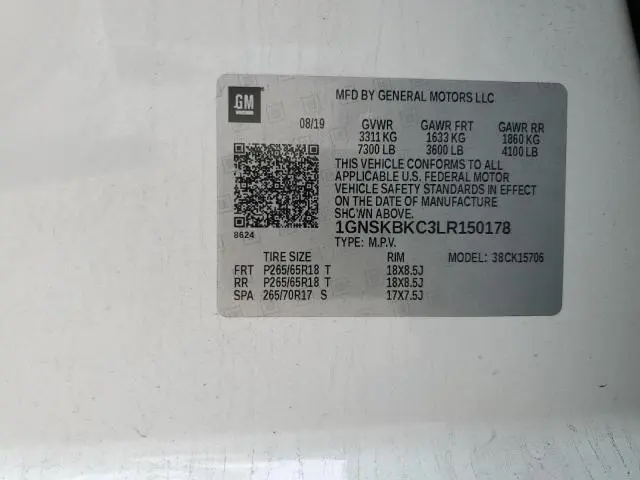 GM
MFD BY GENERAL MOTORS LLC
08/19 GVWR GAWR FRT GAWR RR
3311 KG 1633 KG 1860 KG
7300 LB 3600 LB 4100 LB
THIS VEHICLE CONFORMS TO ALL
APPLICABLE U.S. FEDERAL MOTOR
VEHICLE SAFETY STANDARDS IN EFFECT
ON THE DATE OF MANUFACTURE
SHOWN ABOVE.
1GNSKBKC3LR150178
8624
TYPE: M.P.V.
TIRE SIZE RIM MODEL: 38CK15706
FRT P265/65R18 T 18X8.5J
RR P265/65R18 T 18X8.5J
SPA 265/70R17 S 17X7.5J